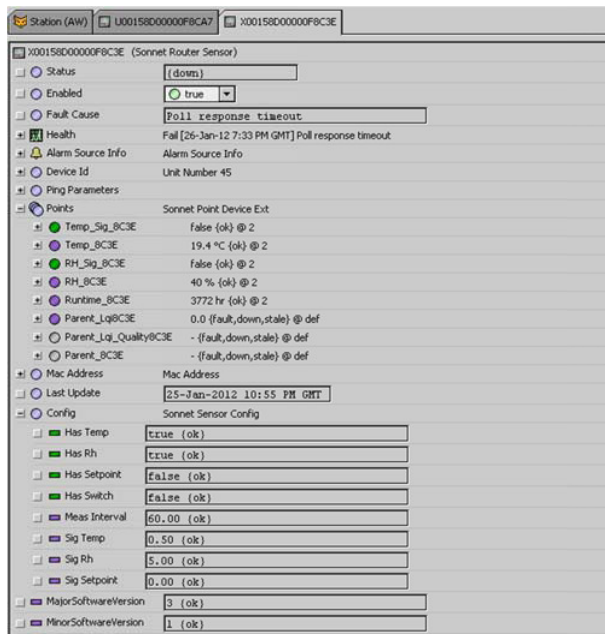 Station (AW) U00158D00000F8CA7 X00158D00000F8C3E
X00158D00000F8C3E (Sonnet Router Sensor)
Status {down}
Enabled true
Fault Cause Poll response timeout
Health Fail [26-Jan-12 7:33 PM GMT] Poll response timeout
Alarm Source Info Alarm Source Info
Device Id Unit Number 45
Ping Parameters
Points Sonnet Point Device Ext
Temp_Sig_8C3E false {ok} @ 2
Temp_8C3E 19.4 °C {ok} @ 2
RH_Sig_8C3E false {ok} @ 2
RH_8C3E 40 % {ok} @ 2
Runtime_8C3E 3772 hr {ok} @ 2
Parent_Lqi8C3E 0.0 {fault,down,stale} @ def
Parent_Lqi_Quality8C3E - {fault,down,stale} @ def
Parent_8C3E - {fault,down,stale} @ def
Mac Address Mac Address
Last Update 25-Jan-2012 10:55 PM GMT
Config Sonnet Sensor Config
Has Temp true {ok}
Has Rh true {ok}
Has Setpoint false {ok}
Has Switch false {ok}
Meas Interval 60.00 {ok}
Sig Temp 0.50 {ok}
Sig Rh 5.00 {ok}
Sig Setpoint 0.00 {ok}
MajorSoftwareVersion 3 {ok}
MinorSoftwareVersion 1 {ok}